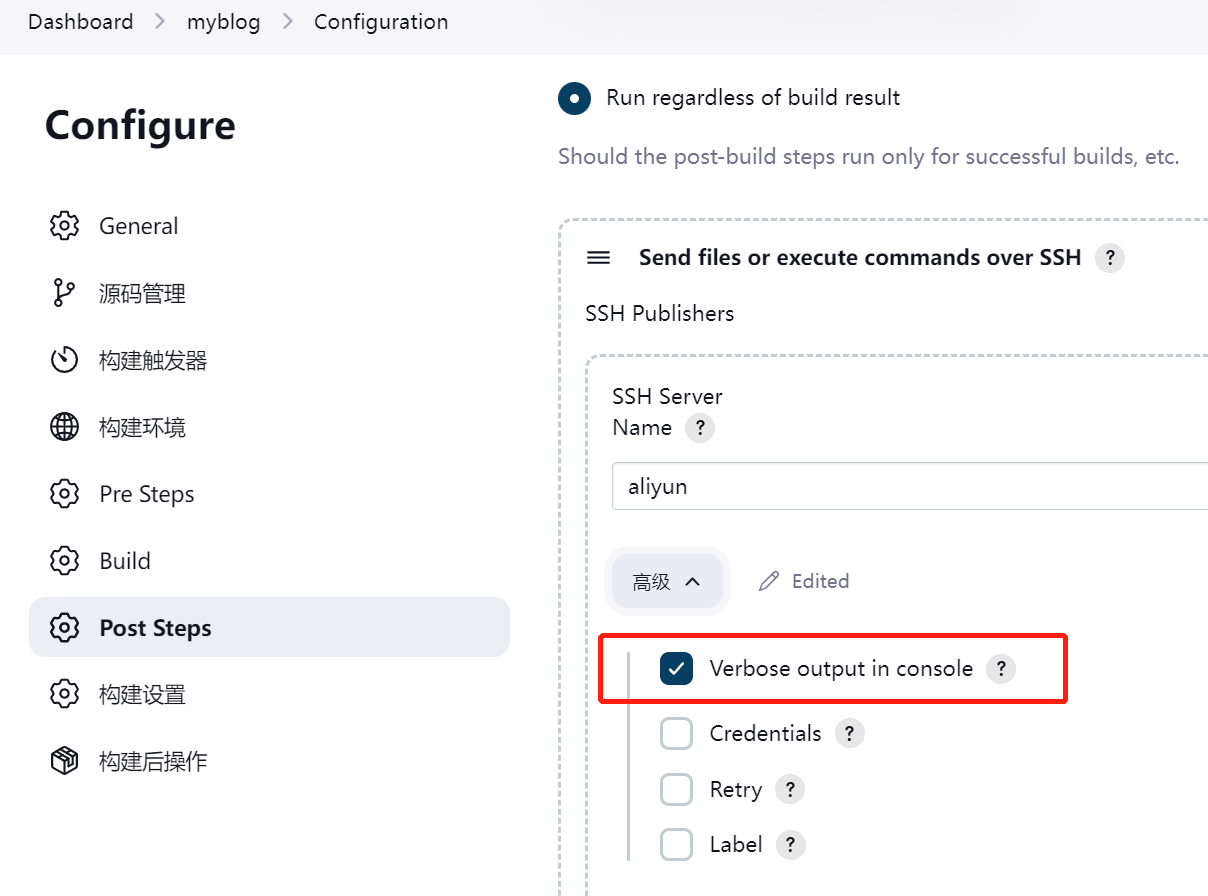 Dashboard > myblog > Configuration
Configure
General
源码管理
构建触发器
构建环境
Pre Steps
Build
Post Steps
构建设置
构建后操作
Run regardless of build result
Should the post-build steps run only for successful builds, etc.
Send files or execute commands over SSH ?
SSH Publishers
SSH Server
Name ?
aliyun
高级 Edited
Verbose output in console ?
Credentials ?
Retry ?
Label ?